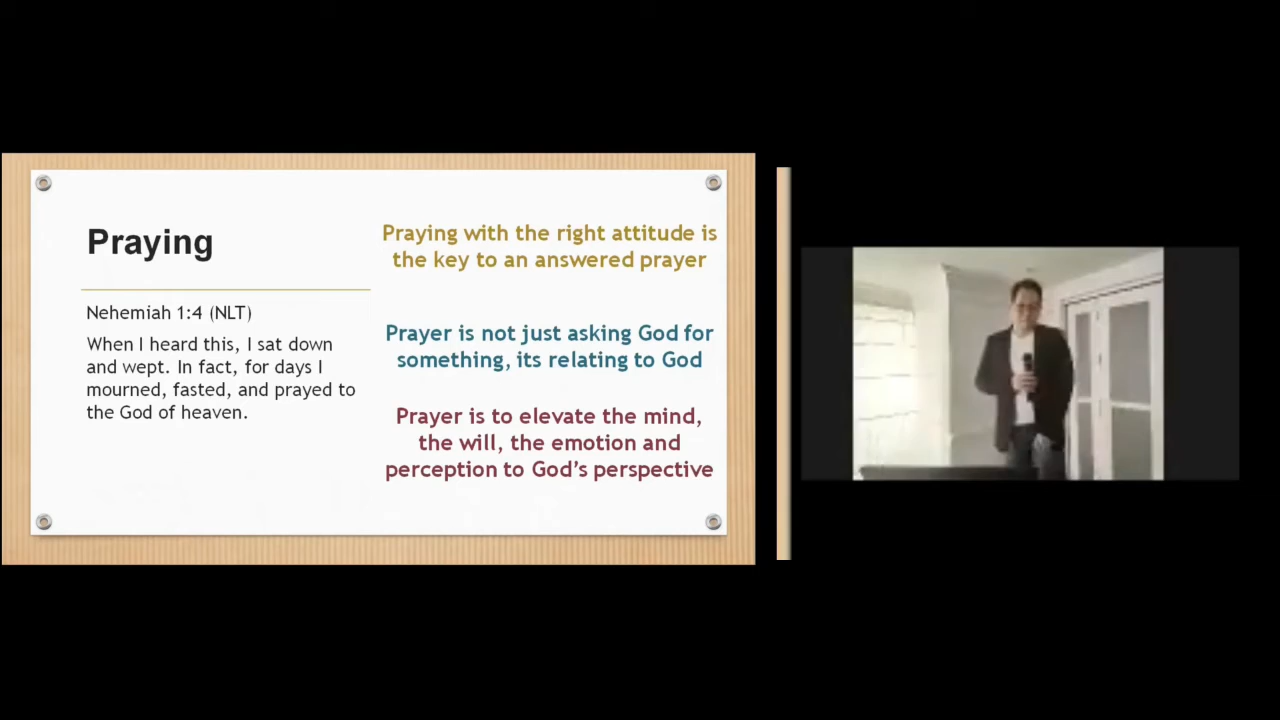 Praying
Nehemiah 1:4 (NLT)
When I heard this, I sat down
and wept. In fact, for days I
mourned, fasted, and prayed to
the God of heaven.
Praying with the right attitude is
the key to an answered prayer
Prayer is not just asking God for
something, its relating to God
Prayer is to elevate the mind,
the will, the emotion and
perception to God's perspective